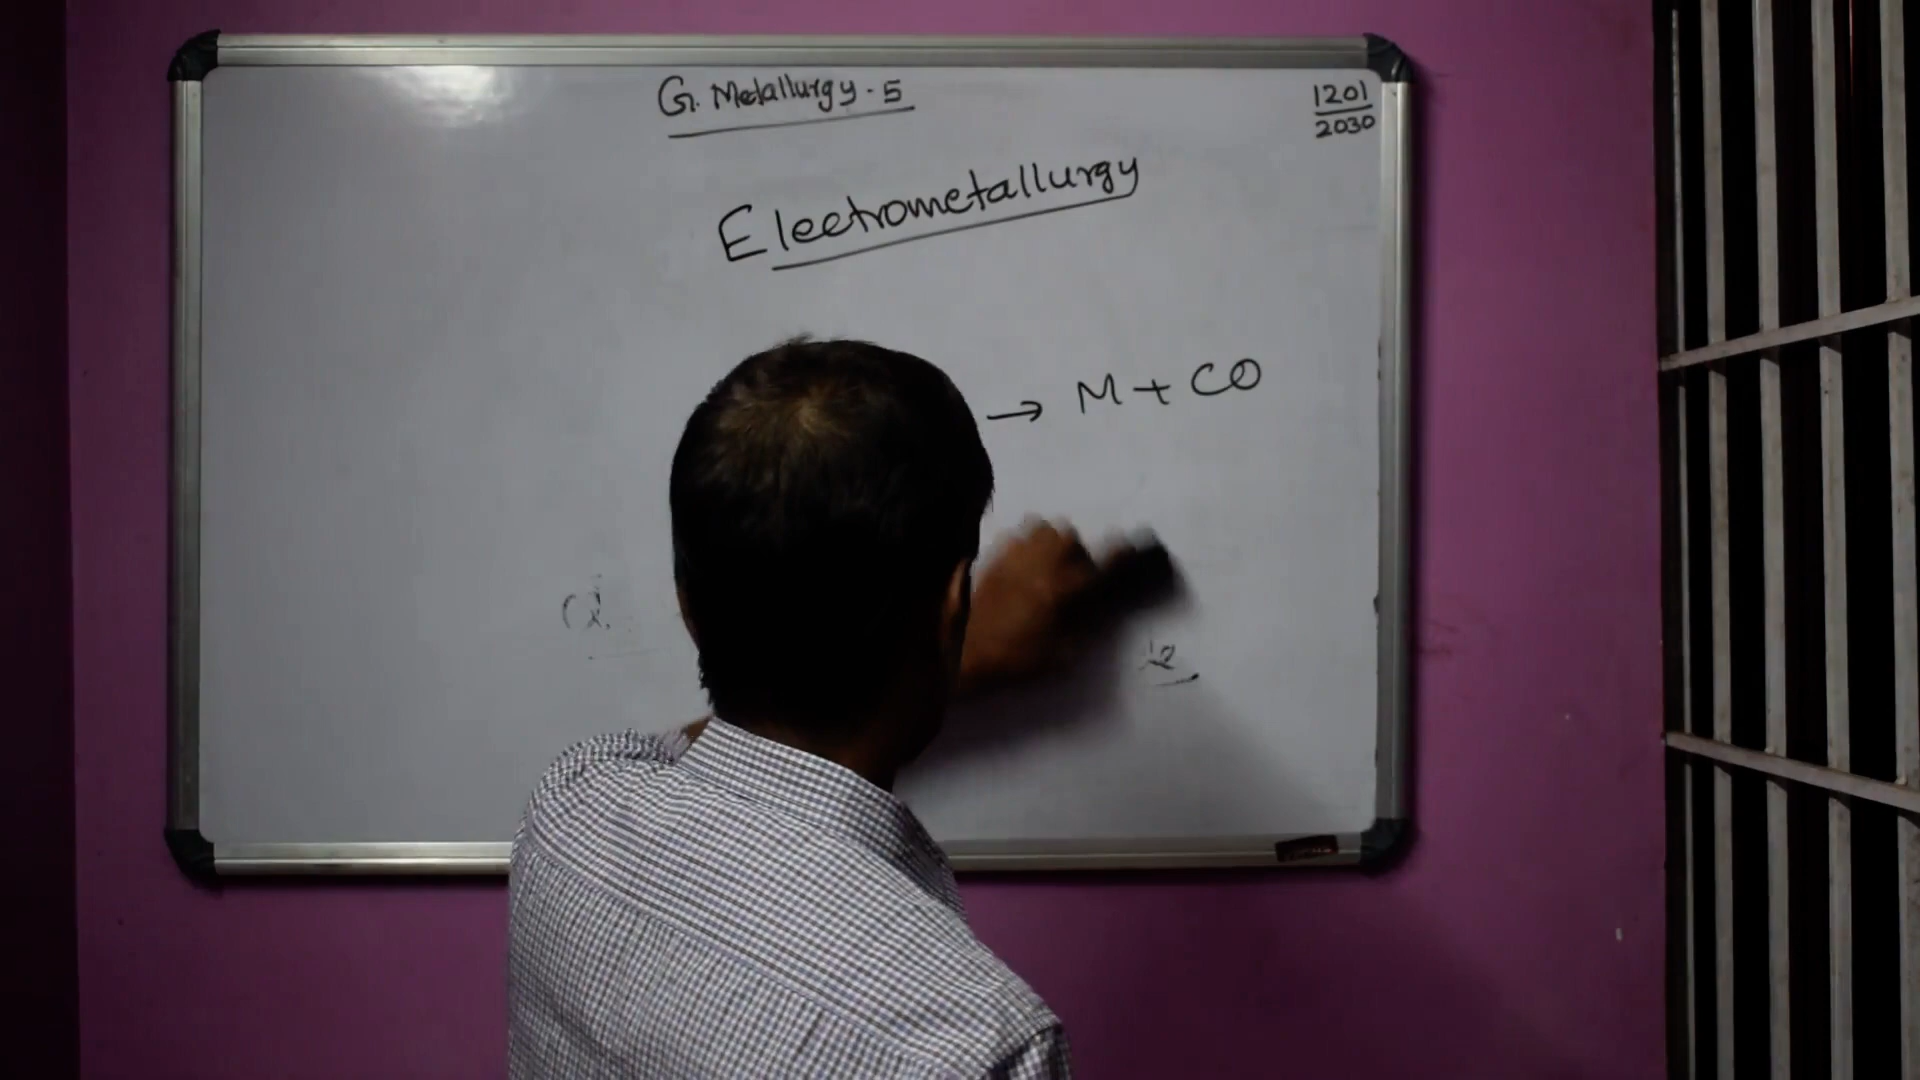 G. Metallurgy - 5
1201
2030
Electrometallurgy
→ M + CO